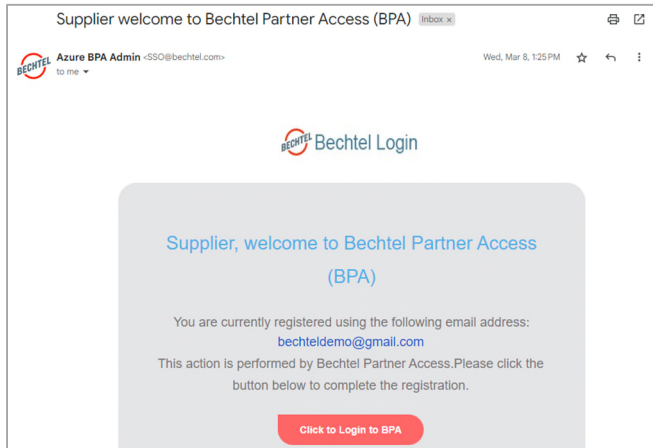 Supplier welcome to Bechtel Partner Access (BPA) Inbox x
BECHTEL
Azure BPA Admin <SSO@bechtel.com>
Wed, Mar 8, 1:25 PM
to me
BECHTEL Bechtel Login
Supplier, welcome to Bechtel Partner Access
(BPA)
You are currently registered using the following email address:
bechteldemo@gmail.com
This action is performed by Bechtel Partner Access.Please click the
button below to complete the registration.
Click to Login to BPA